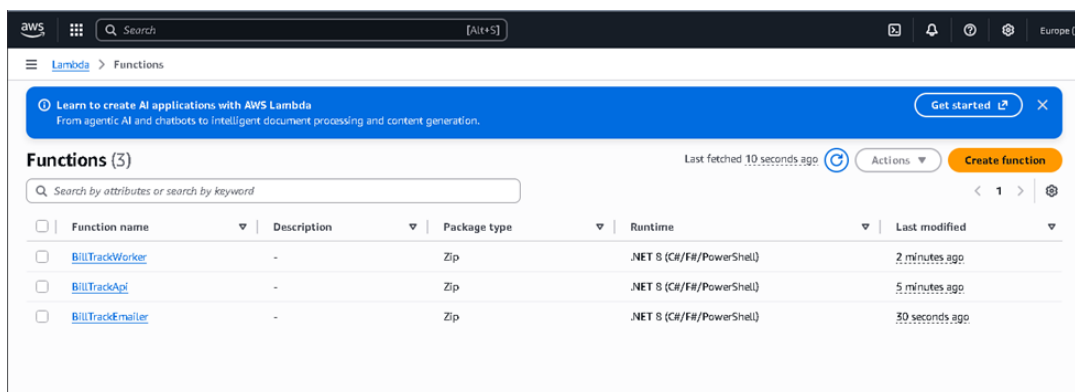 aws Search [Alt+S] Europe (
Lambda > Functions
Learn to create AI applications with AWS Lambda
From agentic AI and chatbots to intelligent document processing and content generation.
Get started
Functions (3)
Last fetched 10 seconds ago Actions Create function
Search by attributes or search by keyword
1
Function name Description Package type Runtime Last modified
BillTrackWorker - Zip .NET 8 (C#/F#/PowerShell) 2 minutes ago
BillTrackApi - Zip .NET 8 (C#/F#/PowerShell) 5 minutes ago
BillTrackEmailer - Zip .NET 8 (C#/F#/PowerShell) 30 seconds ago